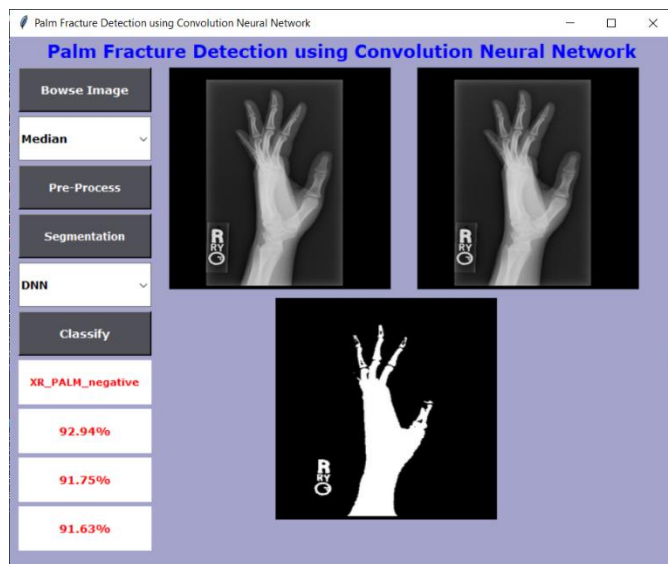 Palm Fracture Detection using Convolution Neural Network
Palm Fracture Detection using Convolution Neural Network
Bowse Image
Median
Pre-Process
Segmentation
DNN
Classify
XR_PALM_negative
92.94%
91.75%
91.63%
R
RY
R
RY
R
RY